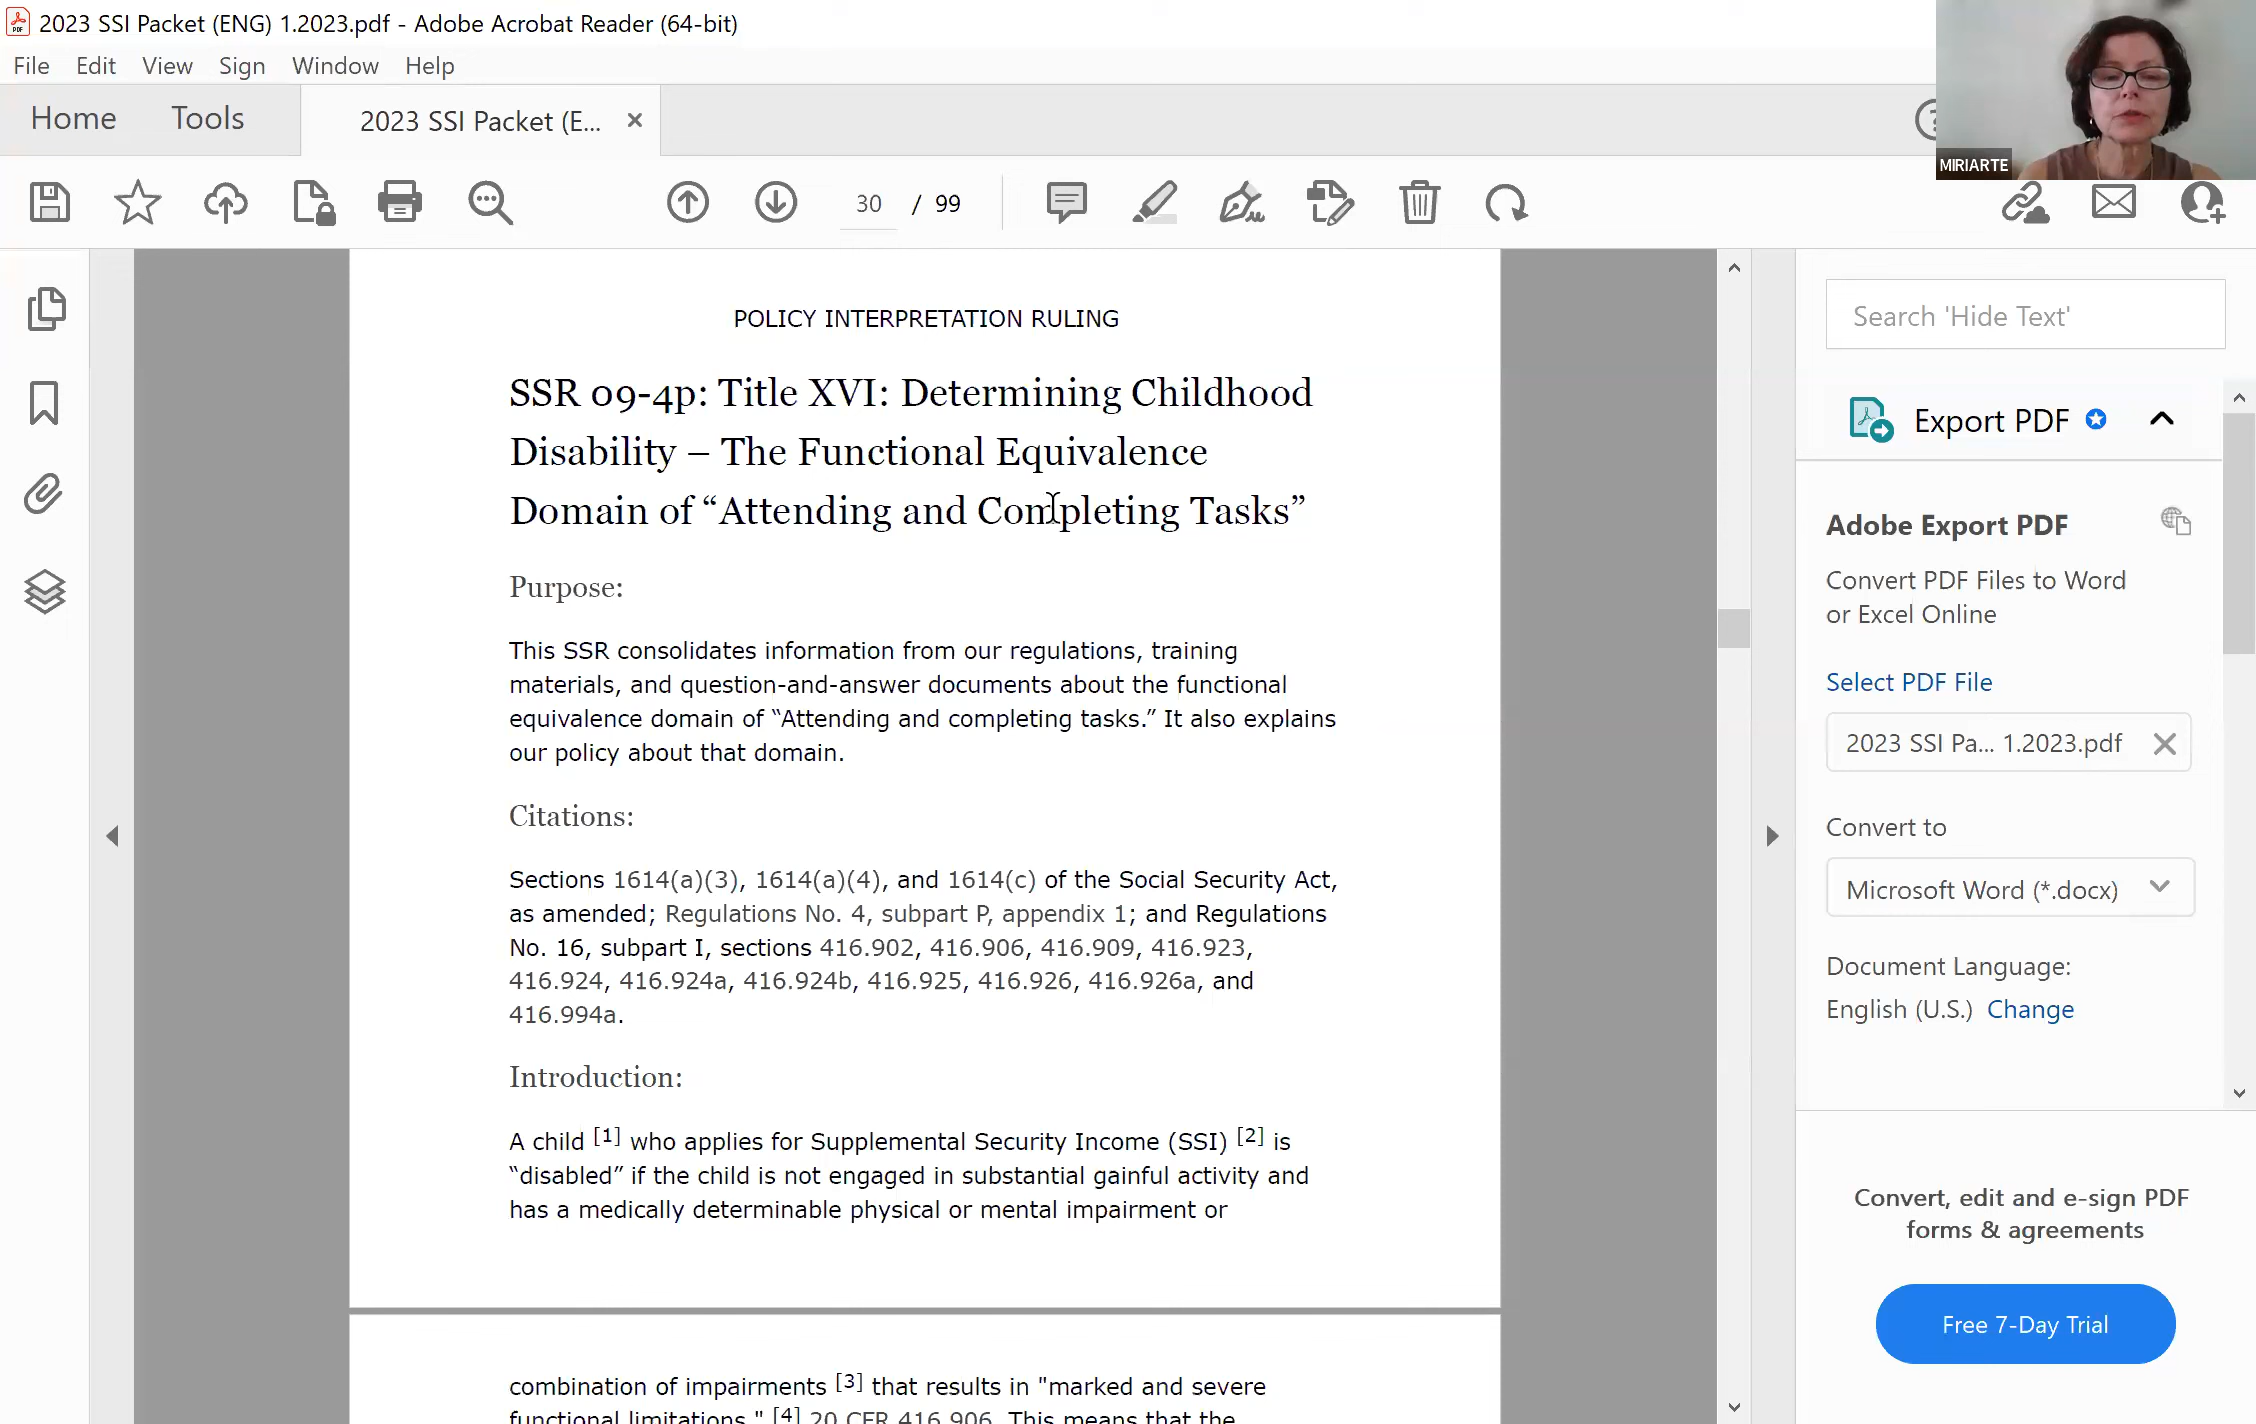 2023 SSI Packet (ENG) 1.2023.pdf - Adobe Acrobat Reader (64-bit)
File Edit View Sign Window Help
Home Tools 2023 SSI Packet (E...
MIRIARTE
30 / 99
POLICY INTERPRETATION RULING
SSR 09-4p: Title XVI: Determining Childhood
Disability – The Functional Equivalence
Domain of “Attending and Completing Tasks”
Purpose:
This SSR consolidates information from our regulations, training
materials, and question-and-answer documents about the functional
equivalence domain of “Attending and completing tasks.” It also explains
our policy about that domain.
Citations:
Sections 1614(a)(3), 1614(a)(4), and 1614(c) of the Social Security Act,
as amended; Regulations No. 4, subpart P, appendix 1; and Regulations
No. 16, subpart I, sections 416.902, 416.906, 416.909, 416.923,
416.924, 416.924a, 416.924b, 416.925, 416.926, 416.926a, and
416.994a.
Introduction:
A child [1] who applies for Supplemental Security Income (SSI) [2] is
“disabled” if the child is not engaged in substantial gainful activity and
has a medically determinable physical or mental impairment or
combination of impairments [3] that results in "marked and severe
functional limitations." [4] 20 CFR 416.906. This means that the
Search 'Hide Text'
Export PDF
Adobe Export PDF
Convert PDF Files to Word
or Excel Online
Select PDF File
2023 SSI Pa... 1.2023.pdf
Convert to
Microsoft Word (*.docx)
Document Language:
English (U.S.) Change
Convert, edit and e-sign PDF
forms & agreements
Free 7-Day Trial